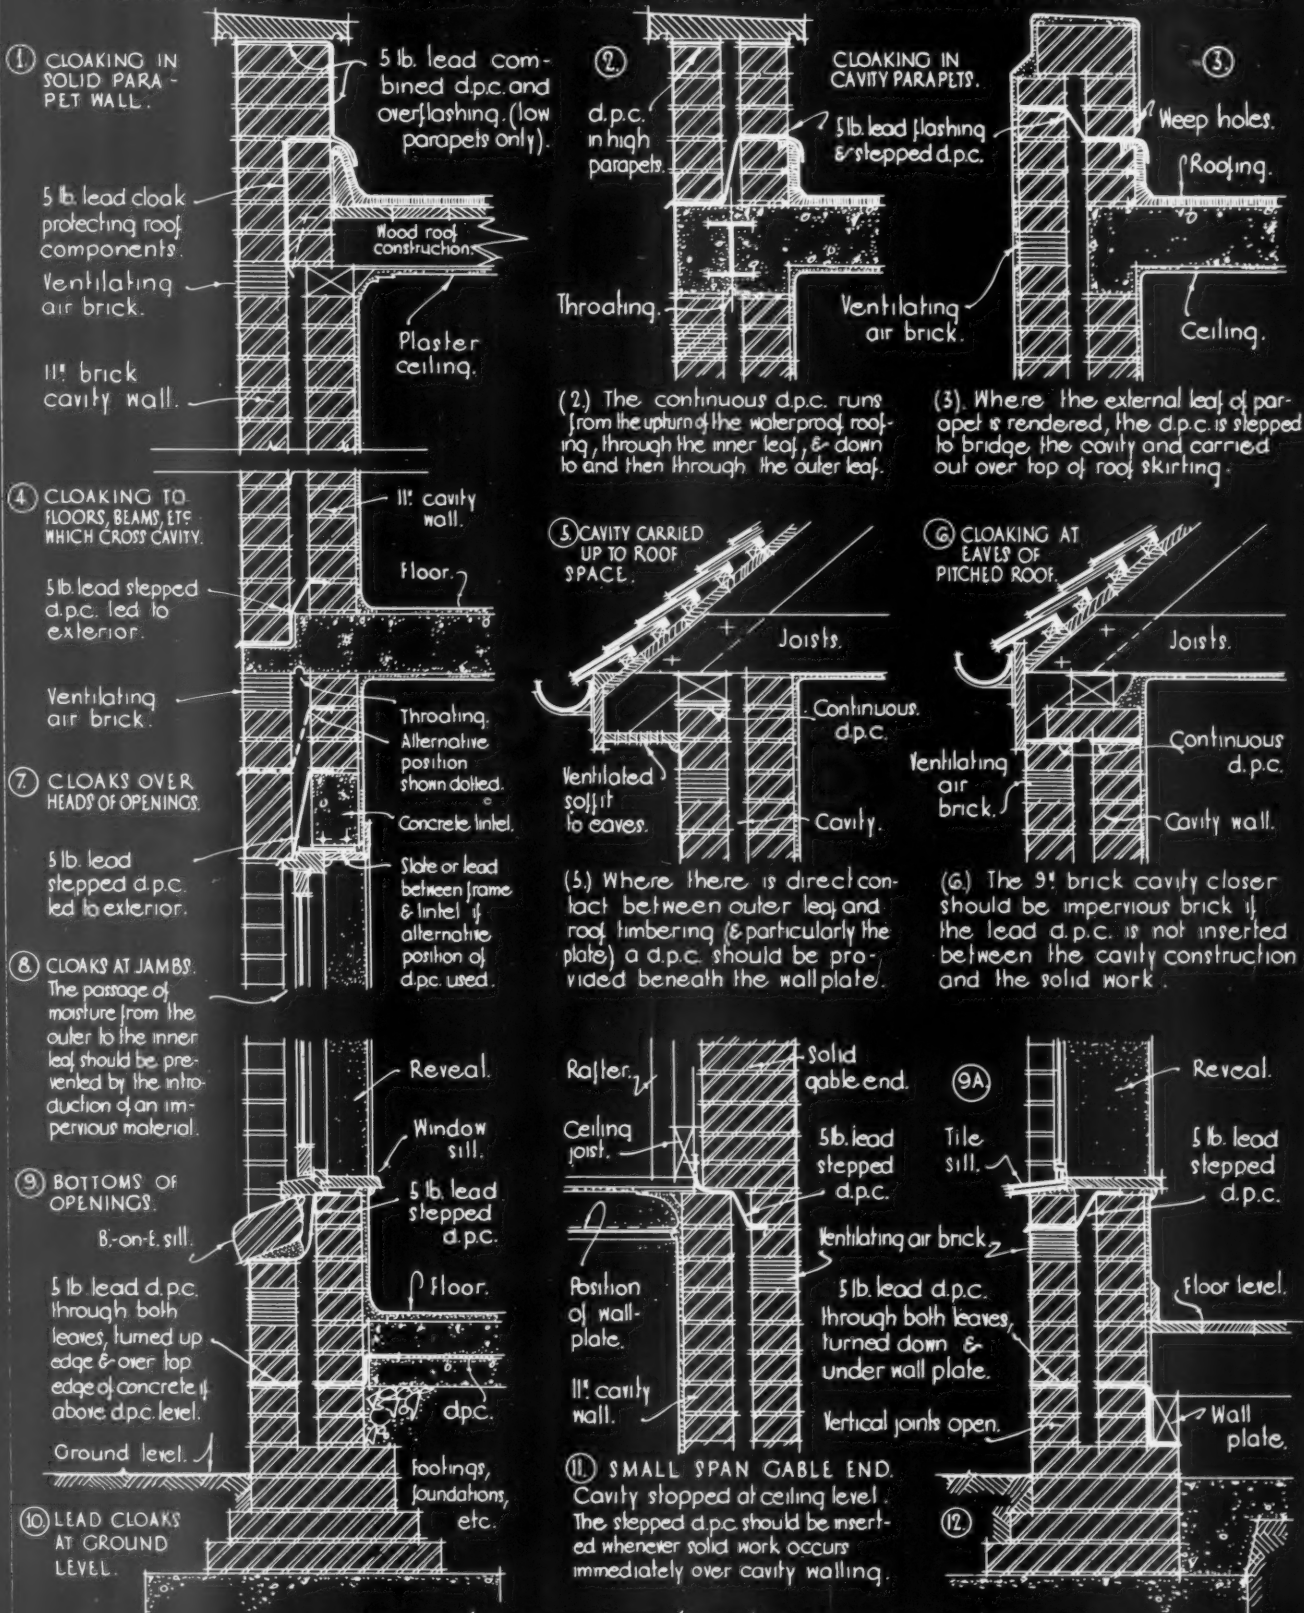 1. CLOAKING IN
SOLID PARA-
PET WALL.
5 lb. lead com-
bined d.p.c. and
overflashing. (low
parapets only).
5 lb. lead cloak
protecting roof
components.
Wood roof
construction.
Ventilating
air brick.
Plaster
ceiling.
11" brick
cavity wall.
2.
CLOAKING IN
CAVITY PARAPETS.
3.
d.p.c.
in high
parapets.
5 lb. lead flashing
& stepped d.p.c.
Weep holes.
Roofing.
Throating.
Ventilating
air brick.
Ceiling.
(2.) The continuous d.p.c. runs
from the upturn of the waterproof roof-
ing, through the inner leaf, & down
to and then through the outer leaf.
(3). Where the external leaf of par-
apet is rendered, the d.p.c. is stepped
to bridge the cavity and carried
out over top of roof skirting.
4. CLOAKING TO
FLOORS, BEAMS, ETC
WHICH CROSS CAVITY.
11" cavity
wall.
Floor.
5 lb. lead stepped
d.p.c. led to
exterior.
Ventilating
air brick.
Throating.
Alternative
position
shown dotted.
5. CAVITY CARRIED
UP TO ROOF
SPACE.
Joists.
Continuous
d.p.c.
Ventilated
soffit
to eaves.
Cavity.
(5.) Where there is direct con-
tact between outer leaf and
roof timbering (& particularly the
plate) a d.p.c. should be pro-
vided beneath the wall plate.
6. CLOAKING AT
EAVES OF
PITCHED ROOF.
Joists.
Continuous
d.p.c.
Ventilating
air
brick.
Cavity wall.
(6.) The 9" brick cavity closer
should be impervious brick if
the lead d.p.c. is not inserted
between the cavity construction
and the solid work.
7. CLOAKS OVER
HEADS OF OPENINGS.
Concrete lintel.
5 lb. lead
stepped d.p.c.
led to exterior.
Slate or lead
between frame
& lintel if
alternative
position of
d.p.c. used.
8. CLOAKS AT JAMBS.
The passage of
moisture from the
outer to the inner
leaf should be pre-
vented by the intro-
duction of an im-
pervious material.
Reveal.
Window
sill.
9. BOTTOMS OF
OPENINGS.
5 lb. lead
stepped
d.p.c.
B.-on-E. sill.
Floor.
5 lb. lead d.p.c.
through both
leaves, turned up
edge & over top
edge of concrete if
above d.p.c. level.
d.p.c.
Ground level.
Footings,
foundations,
etc.
10. LEAD CLOAKS
AT GROUND
LEVEL.
Rafter.
Solid
gable end.
Ceiling
joist.
5 lb. lead
stepped
d.p.c.
Ventilating air brick.
Position
of wall-
plate.
11" cavity
wall.
11. SMALL SPAN GABLE END.
Cavity stopped at ceiling level.
The stepped d.p.c. should be insert-
ed whenever solid work occurs
immediately over cavity walling.
9A.
Reveal.
Tile
sill.
5 lb. lead
stepped
d.p.c.
Floor level.
5 lb. lead d.p.c.
through both leaves,
turned down &
under wall plate.
Vertical joints open.
Wall
plate.
12.